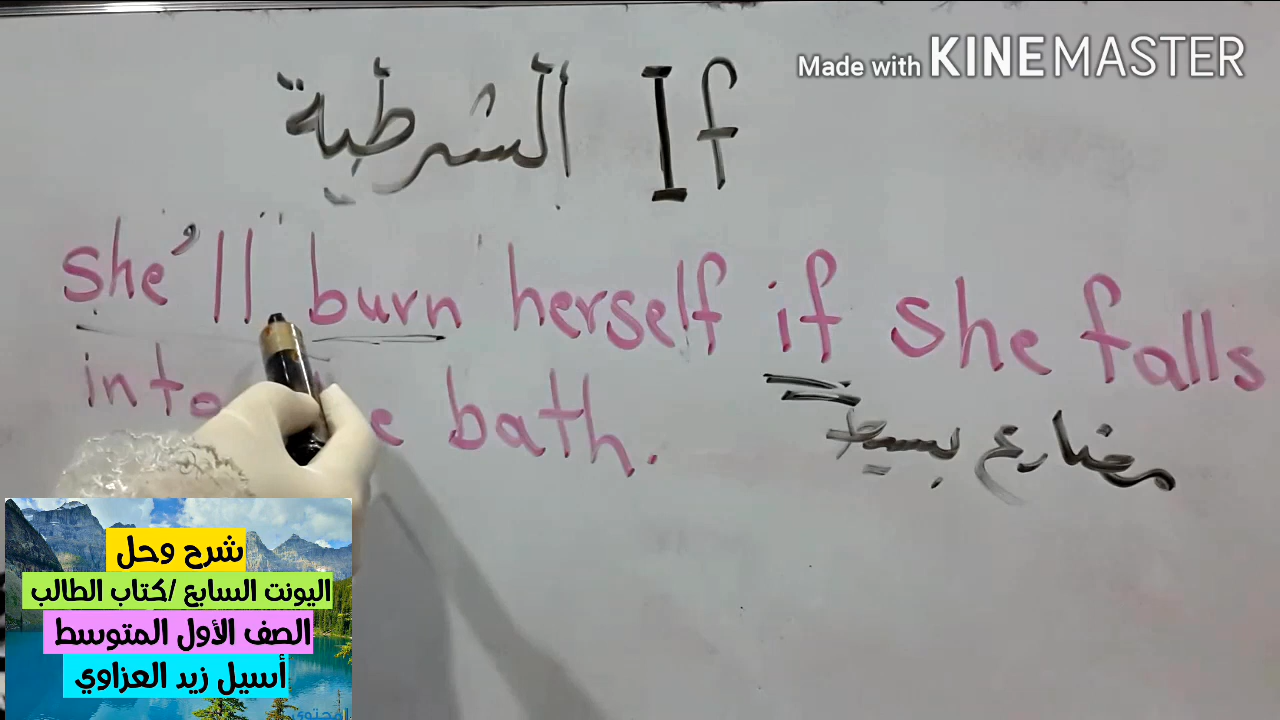 Made with KINEMASTER
If الشرطية
she'll burn herself if she falls
into bath.
مضارع بسيط
شرح وحل
اليونت السابع /كتاب الطالب
الصف الأول المتوسط
أسيل زيد العزاوي